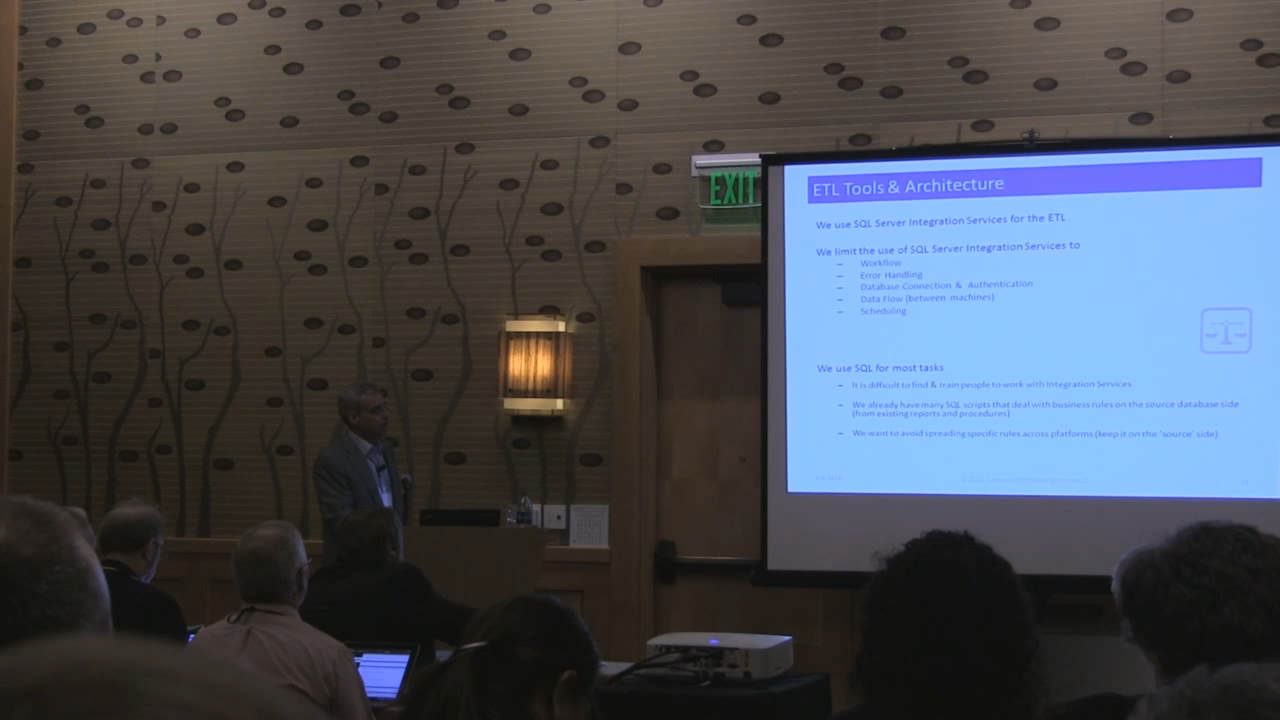 EXIT
ETL Tools & Architecture
We use SQL Server Integration Services for the ETL
We limit the use of SQL Server Integration Services to
– Workflow
– Error Handling
– Database Connection & Authentication
– Data Flow (between machines)
– Scheduling
We use SQL for most tasks
– It is difficult to find & train people to work with Integration Services
– We already have many SQL scripts that deal with business rules on the source database side
(from existing reports and procedures)
– We want to avoid spreading specific rules across platforms (keep it on the 'source' side)